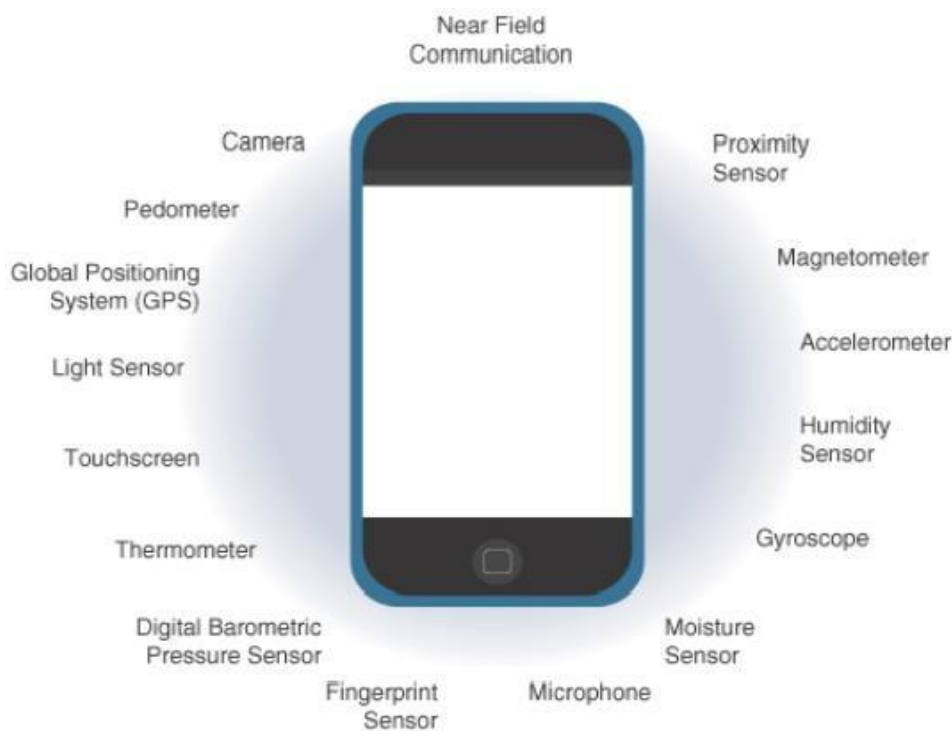 Near Field
Communication
Camera
Proximity
Sensor
Pedometer
Magnetometer
Global Positioning
System (GPS)
Accelerometer
Light Sensor
Humidity
Sensor
Touchscreen
Gyroscope
Thermometer
Digital Barometric
Pressure Sensor
Moisture
Sensor
Fingerprint
Sensor
Microphone